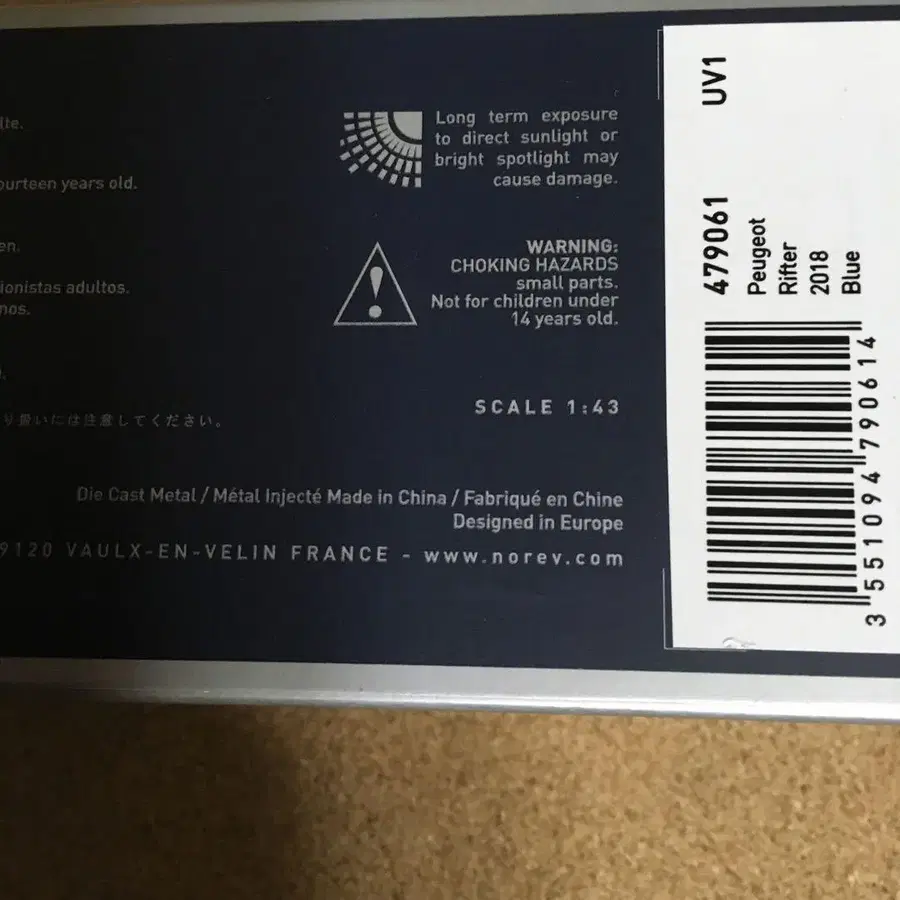 lte.
ourteen years old.
en.
ionistas adultos.
nos.
り扱いには注意してください。
Long term exposure
to direct sunlight or
bright spotlight may
cause damage.
WARNING:
CHOKING HAZARDS
small parts.
Not for children under
14 years old.
SCALE 1:43
Die Cast Metal / Métal Injecté Made in China / Fabriqué en Chine
Designed in Europe
9120 VAULX-EN-VELIN FRANCE - www.norev.com
UV1
479061
Peugeot
Rifter
2018
Blue
3 551094 790614